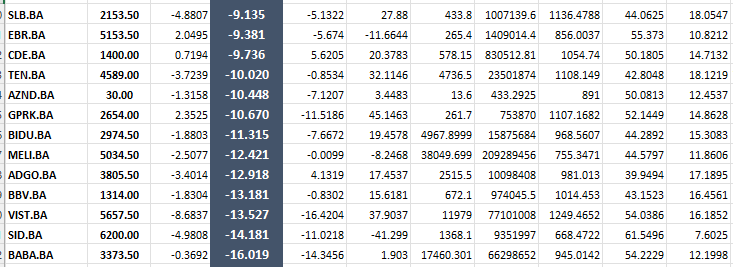 SLB.BA 2153.50 -4.8807 -9.135 -5.1322 27.88 433.8 1007139.6 1136.4788 44.0625 18.0547
EBR.BA 5153.50 2.0495 -9.381 -5.674 -11.6644 265.4 1409014.4 856.0037 55.373 10.8212
CDE.BA 1400.00 0.7194 -9.736 5.6205 20.3783 578.15 830512.81 1054.74 50.1805 14.7132
TEN.BA 4589.00 -3.7239 -10.020 -0.8534 32.1146 4736.5 23501874 1108.149 42.8048 18.1219
AZND.BA 30.00 -1.3158 -10.448 -7.1207 3.4483 13.6 433.2925 891 50.0813 12.4537
GPRK.BA 2654.00 2.3525 -10.670 -11.5186 45.1463 261.7 753870 1107.1682 52.1449 14.8628
BIDU.BA 2974.50 -1.8803 -11.315 -7.6672 19.4578 4967.8999 15875684 968.5607 44.2892 15.3083
MELI.BA 5034.50 -2.5077 -12.421 -0.0099 -8.2468 38049.699 209289456 755.3471 44.5797 11.8606
ADGO.BA 3805.50 -3.4014 -12.918 4.1319 17.4537 2515.5 10098408 981.013 39.9494 17.1895
BBV.BA 1314.00 -1.8304 -13.181 -0.8302 15.6181 672.1 974045.5 1014.453 43.1523 16.4561
VIST.BA 5657.50 -8.6837 -13.527 -16.4204 37.9037 11979 77101008 1249.4652 54.0386 16.1852
SID.BA 6200.00 -4.9808 -14.181 -11.0218 -41.299 1368.1 9351997 668.4722 61.5496 7.6025
BABA.BA 3373.50 -0.3692 -16.019 -14.3456 1.903 17460.301 66298652 945.0142 54.2229 12.1998